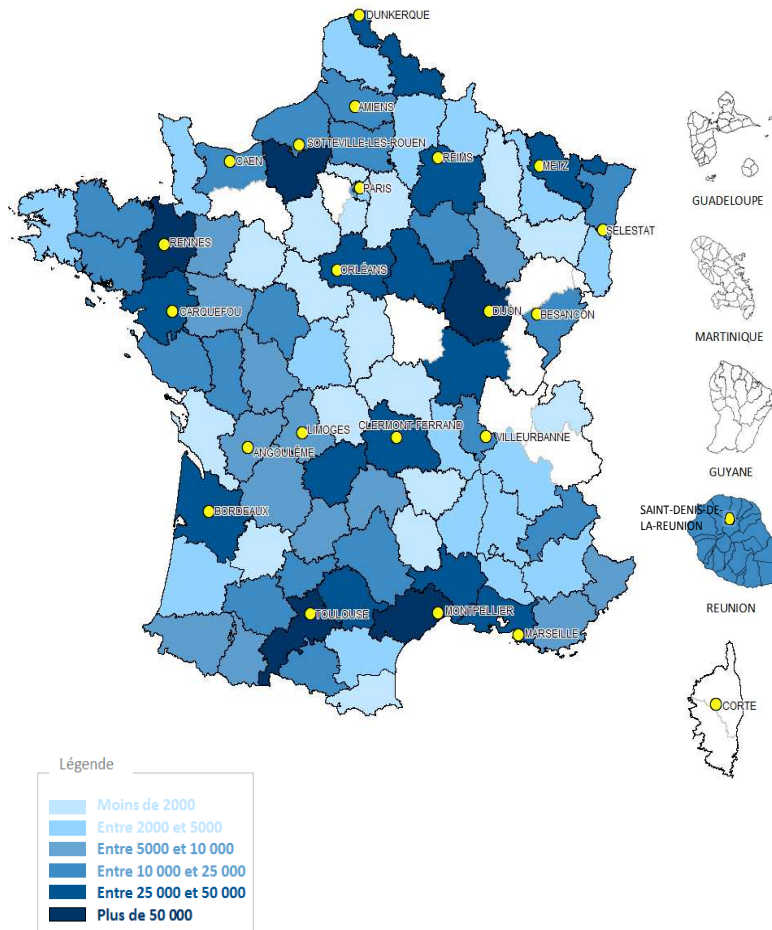 DUNKERQUE
AMIENS
SOTTEVILLE-LES-ROUEN
CAEN
REIMS
METZ
PARIS
SELESTAT
RENNES
ORLÉANS
CARQUEFOU
DIJON
BESANCON
LIMOGES
CLERMONT-FERRAND
ANGOULÊME
VILLEURBANNE
BORDEAUX
TOULOUSE
MONTPELLIER
MARSEILLE
GUADELOUPE
MARTINIQUE
GUYANE
SAINT-DENIS-DE-
LA-REUNION
REUNION
CORTE
Légende
Moins de 2000
Entre 2000 et 5000
Entre 5000 et 10 000
Entre 10 000 et 25 000
Entre 25 000 et 50 000
Plus de 50 000